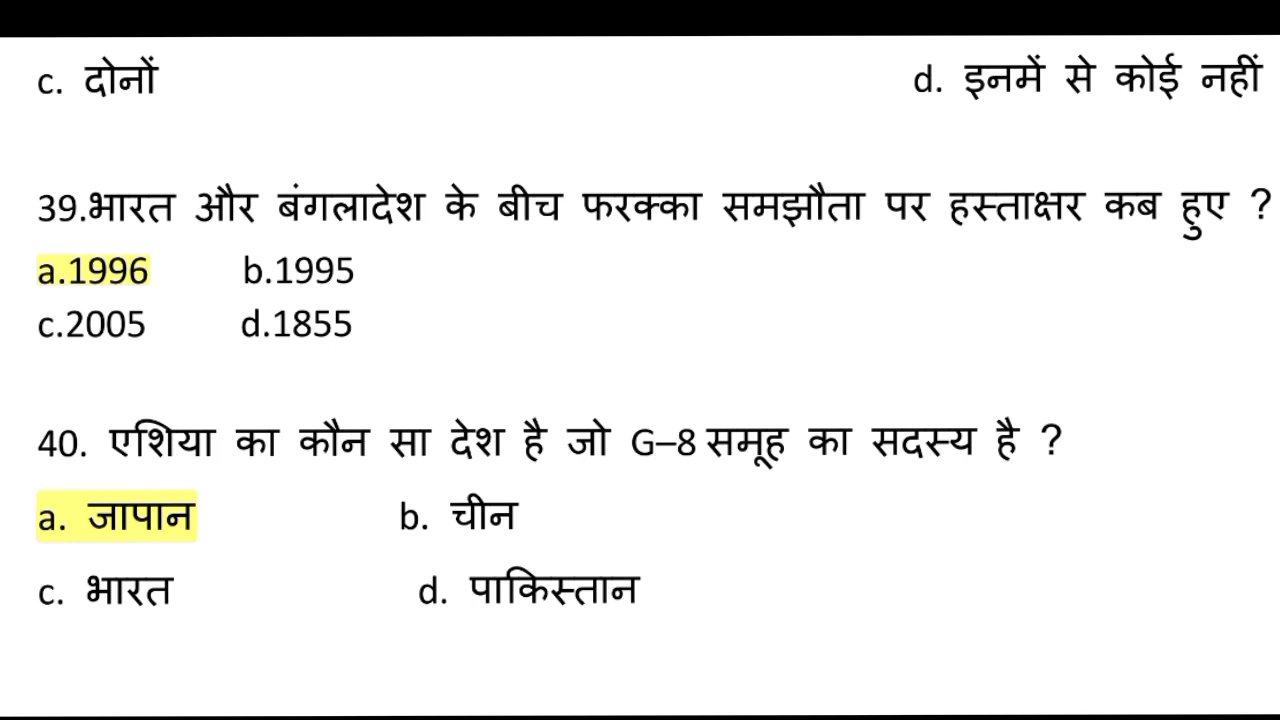 c. दोनों d. इनमें से कोई नहीं
39.भारत और बंगलादेश के बीच फरक्का समझौता पर हस्ताक्षर कब हुए ?
a.1996 b.1995
c.2005 d.1855
40. एशिया का कौन सा देश है जो G–8 समूह का सदस्य है ?
a. जापान b. चीन
c. भारत d. पाकिस्तान